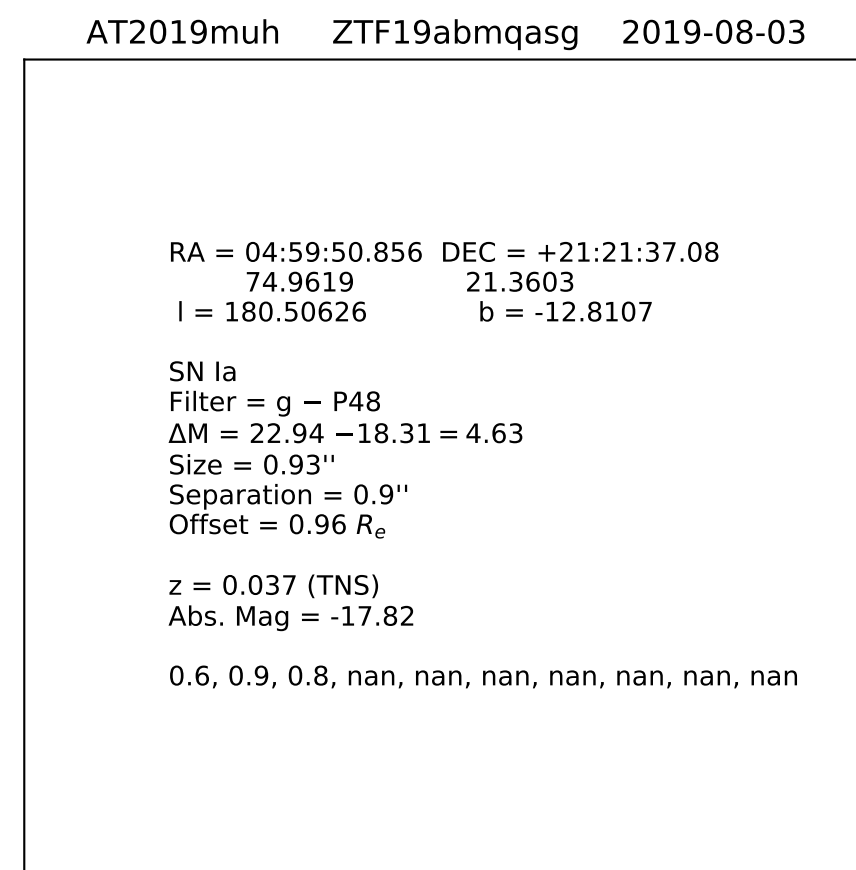 AT2019muh ZTF19abmqasg 2019-08-03
RA = 04:59:50.856 DEC = +21:21:37.08
74.9619 21.3603
l = 180.50626 b = -12.8107
SN Ia
Filter = g − P48
ΔM = 22.94 −18.31 = 4.63
Size = 0.93''
Separation = 0.9''
Offset = 0.96 Re
z = 0.037 (TNS)
Abs. Mag = -17.82
0.6, 0.9, 0.8, nan, nan, nan, nan, nan, nan, nan